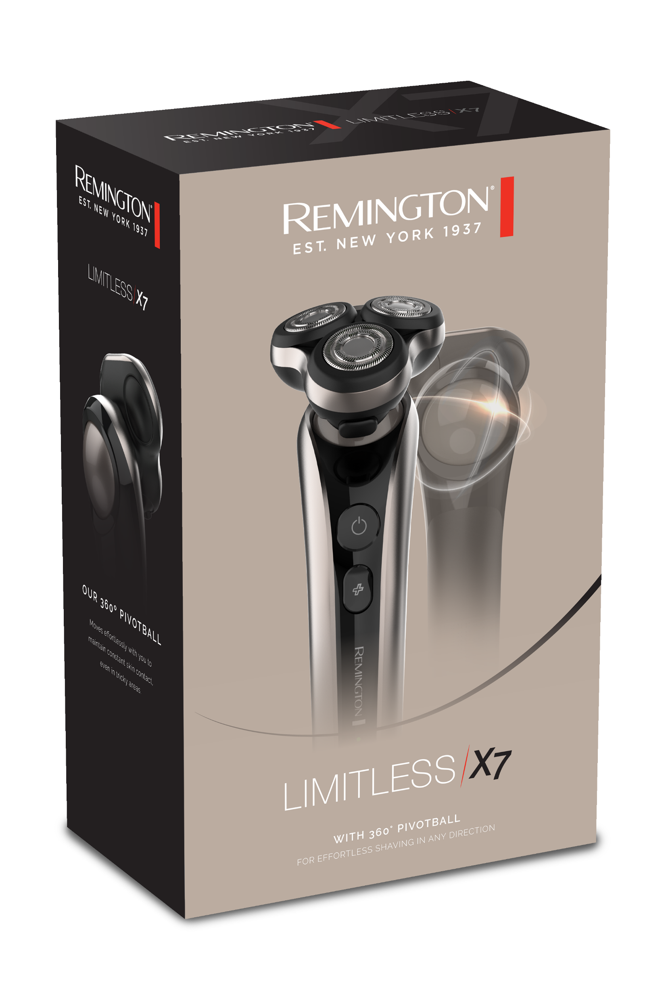 REMINGTON®
EST. NEW YORK 1937
LIMITLESS/X7
REMINGTON®
EST. NEW YORK 1937
LIMITLESS/X7
OUR 360° PIVOTBALL
Moves effortlessly with you to
maintain constant skin contact,
even in tricky areas.
REMINGTON®
EST. NEW YORK 1937
REMINGTON
LIMITLESS/X7
WITH 360° PIVOTBALL
FOR EFFORTLESS SHAVING IN ANY DIRECTION